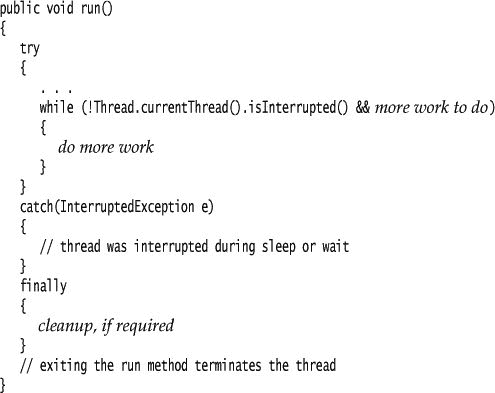 public void run()
{
   try
   {
      . . .
      while (!Thread.currentThread().isInterrupted() && more work to do)
      {
         do more work
      }
   }
   catch(InterruptedException e)
   {
      // thread was interrupted during sleep or wait
   }
   finally
   {
      cleanup, if required
   }
   // exiting the run method terminates the thread
}